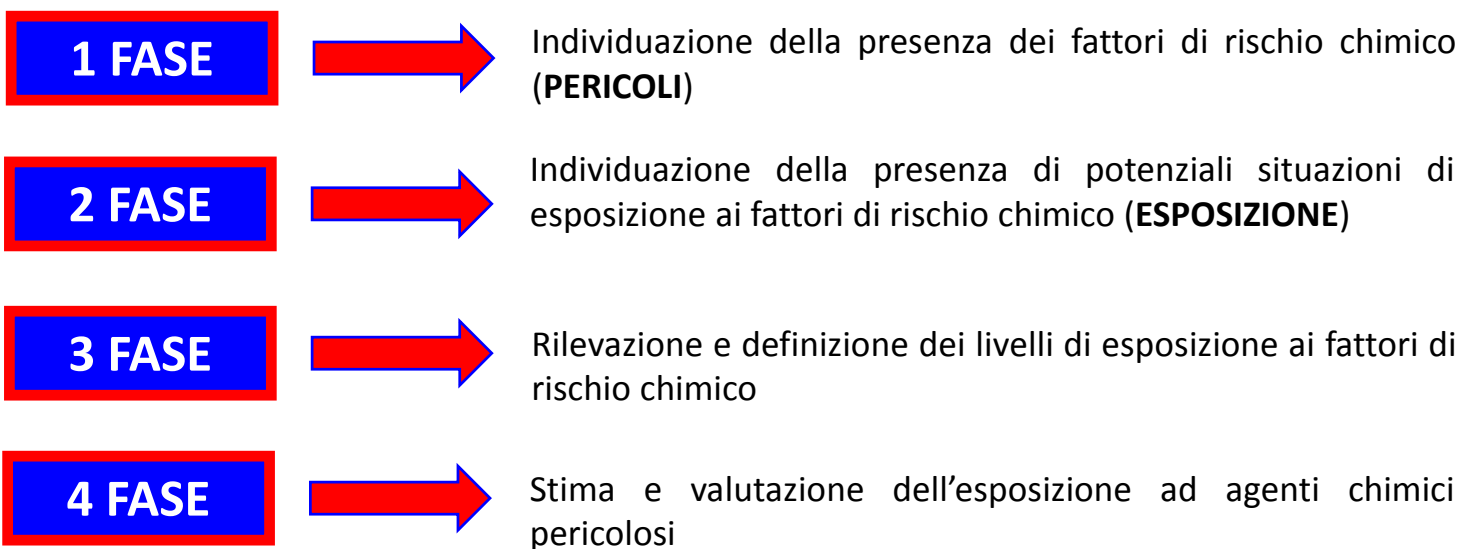 1 FASE
Individuazione della presenza dei fattori di rischio chimico
(PERICOLI)
2 FASE
Individuazione della presenza di potenziali situazioni di
esposizione ai fattori di rischio chimico (ESPOSIZIONE)
3 FASE
Rilevazione e definizione dei livelli di esposizione ai fattori di
rischio chimico
4 FASE
Stima e valutazione dell’esposizione ad agenti chimici
pericolosi